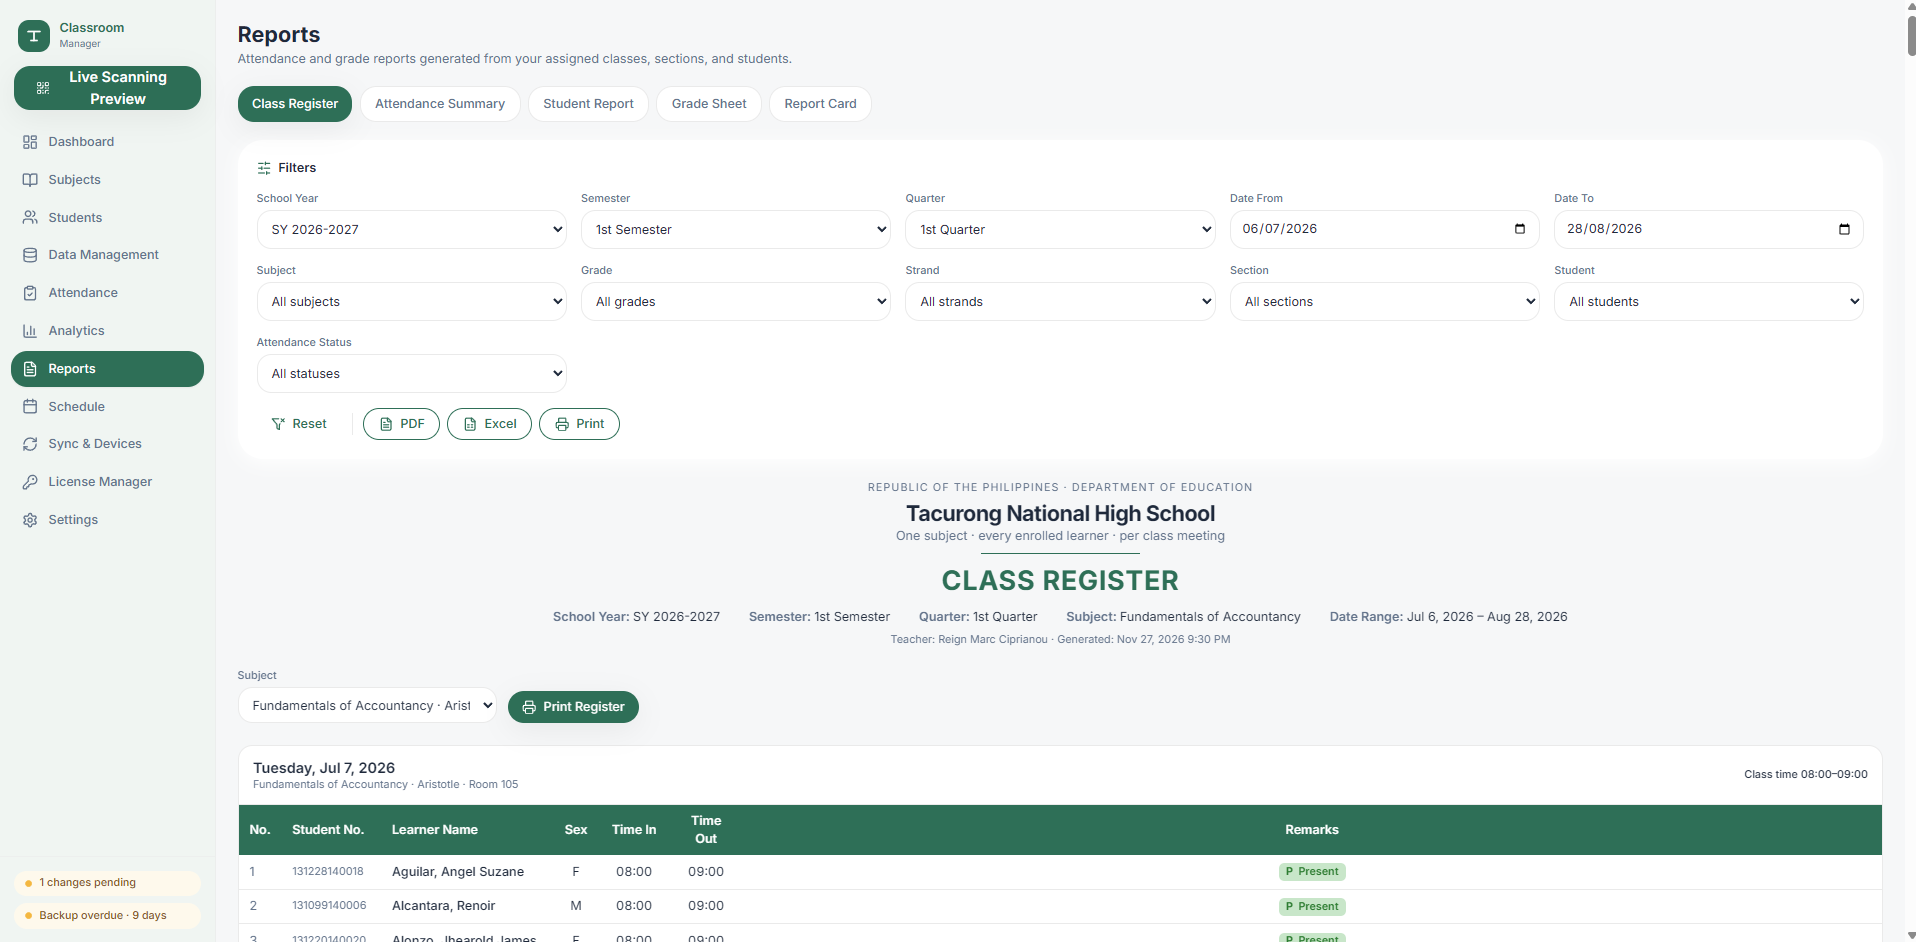 Classroom
Manager
Live Scanning
Preview
Dashboard
Subjects
Students
Data Management
Attendance
Analytics
Reports
Schedule
Sync & Devices
License Manager
Settings
1 changes pending
Backup overdue · 9 days
Reports
Attendance and grade reports generated from your assigned classes, sections, and students.
Class Register Attendance Summary Student Report Grade Sheet Report Card
Filters
School Year Semester Quarter Date From Date To
SY 2026-2027 1st Semester 1st Quarter 06/07/2026 28/08/2026
Subject Grade Strand Section Student
All subjects All grades All strands All sections All students
Attendance Status
All statuses
Reset PDF Excel Print
REPUBLIC OF THE PHILIPPINES · DEPARTMENT OF EDUCATION
Tacurong National High School
One subject · every enrolled learner · per class meeting
CLASS REGISTER
School Year: SY 2026-2027 Semester: 1st Semester Quarter: 1st Quarter Subject: Fundamentals of Accountancy Date Range: Jul 6, 2026 – Aug 28, 2026
Teacher: Reign Marc Ciprianou · Generated: Nov 27, 2026 9:30 PM
Subject
Fundamentals of Accountancy · Arist Print Register
Tuesday, Jul 7, 2026
Fundamentals of Accountancy · Aristotle · Room 105
Class time 08:00–09:00
No. Student No. Learner Name Sex Time In Time Out Remarks
1 131228140018 Aguilar, Angel Suzane F 08:00 09:00 P Present
2 131099140006 Alcantara, Renoir M 08:00 09:00 P Present
3 131220140020 Alonzo, Jhearold James F 08:00 09:00 P Present